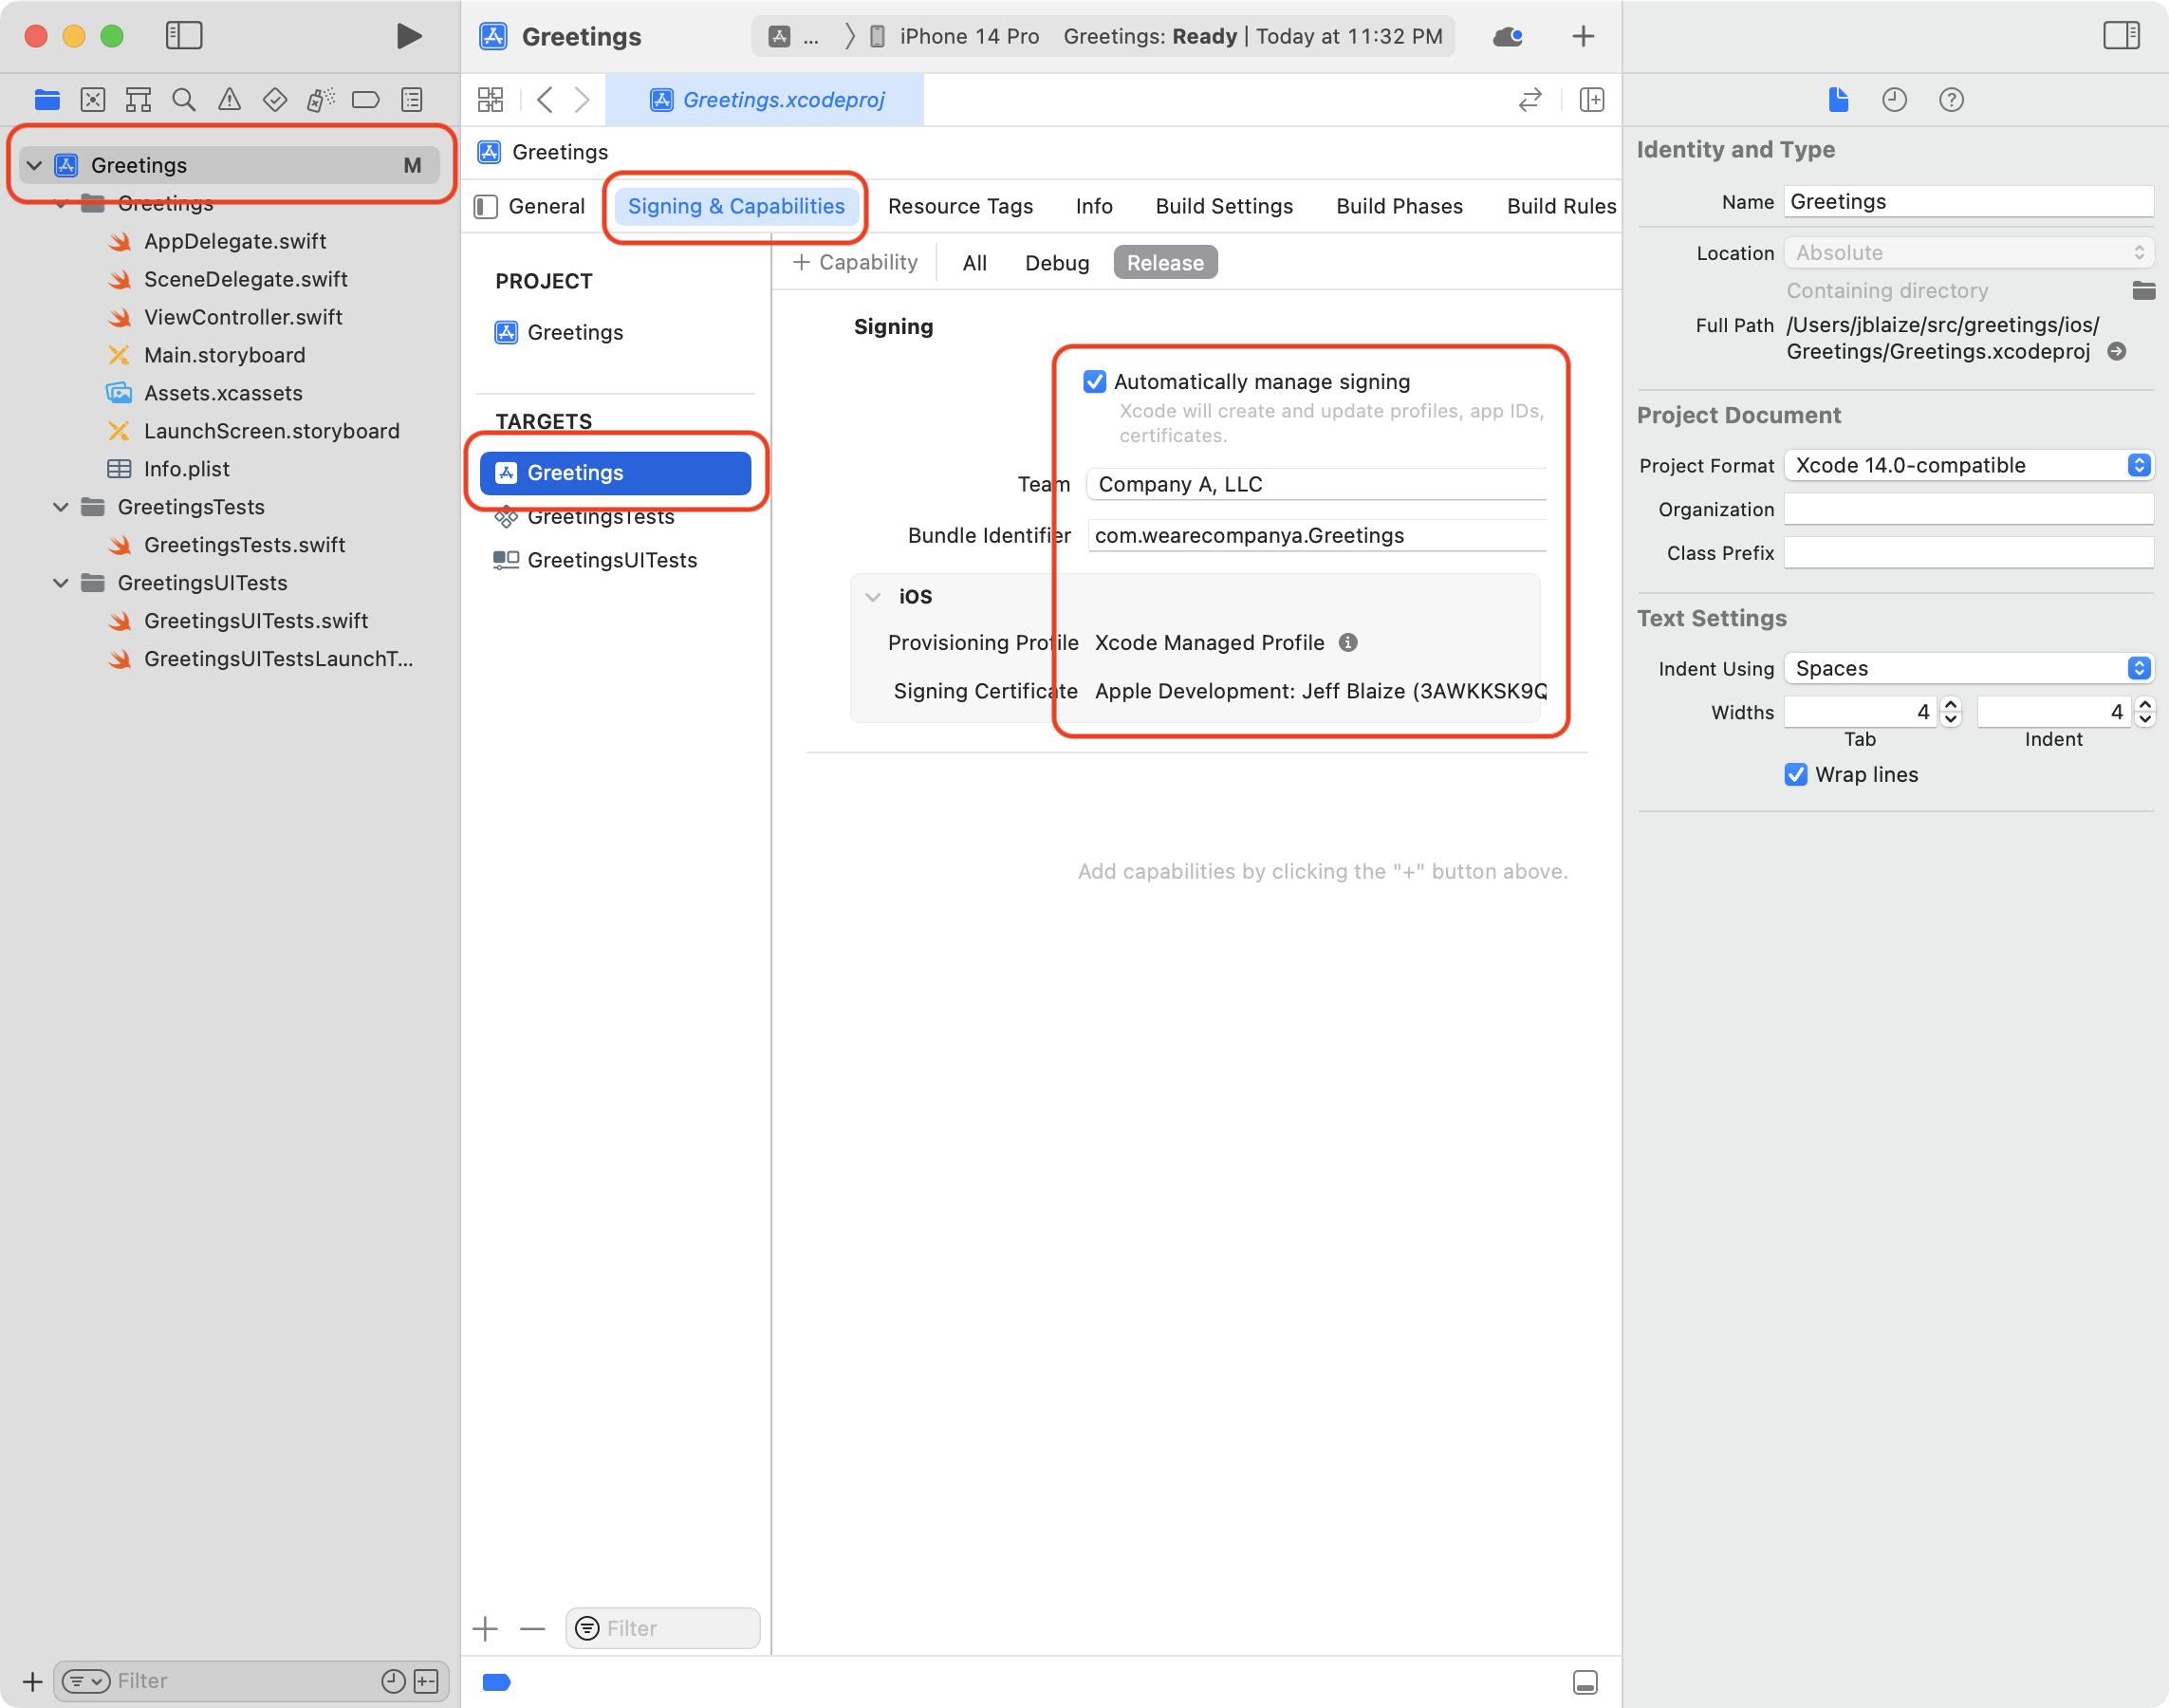 Greetings
... iPhone 14 Pro Greetings: Ready | Today at 11:32 PM
Greetings.xcodeproj
Greetings M
Greetings
AppDelegate.swift
SceneDelegate.swift
ViewController.swift
Main.storyboard
Assets.xcassets
LaunchScreen.storyboard
Info.plist
GreetingsTests
GreetingsTests.swift
GreetingsUITests
GreetingsUITests.swift
GreetingsUITestsLaunchT...
Filter
Greetings
General Signing & Capabilities Resource Tags Info Build Settings Build Phases Build Rules
PROJECT
Greetings
TARGETS
Greetings
GreetingsTests
GreetingsUITests
Filter
+ Capability All Debug Release
Signing
Automatically manage signing
Xcode will create and update profiles, app IDs,
certificates.
Team Company A, LLC
Bundle Identifier com.wearecompanya.Greetings
iOS
Provisioning Profile Xcode Managed Profile
Signing Certificate Apple Development: Jeff Blaize (3AWKKSK9Q
Add capabilities by clicking the "+" button above.
Identity and Type
Name Greetings
Location Absolute
Containing directory
Full Path /Users/jblaize/src/greetings/ios/
Greetings/Greetings.xcodeproj
Project Document
Project Format Xcode 14.0-compatible
Organization
Class Prefix
Text Settings
Indent Using Spaces
Widths 4 4
Tab Indent
Wrap lines